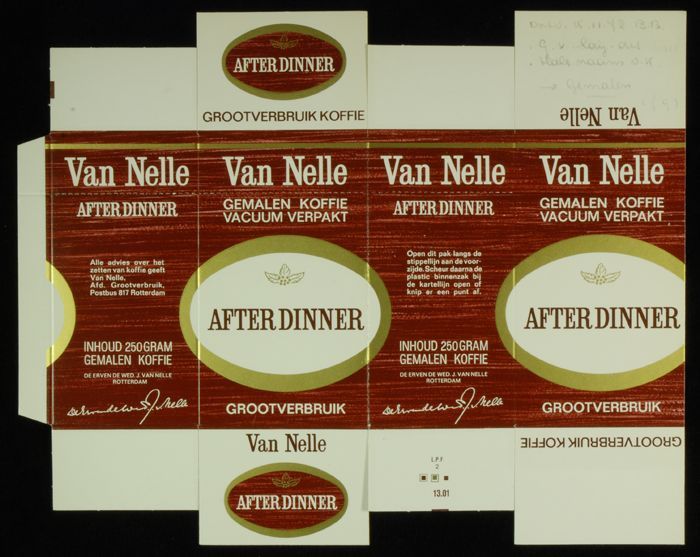 AFTER DINNER
GROOTVERBRUIK KOFFIE
Van Nelle
Van Nelle
AFTER DINNER
Alle advies over het
zetten van koffie geeft
Van Nelle.
Afd. Grootverbruik,
Postbus 817 Rotterdam
INHOUD 250 GRAM
GEMALEN KOFFIE
DE ERVEN DE WED. J. VAN NELLE
ROTTERDAM
Van Nelle
GEMALEN KOFFIE
VACUUM VERPAKT
AFTER DINNER
GROOTVERBRUIK
Van Nelle
AFTER DINNER
Open dit pak langs de
stippellijn aan de voor-
zijde. Scheur daarna de
plastic binnenzak bij
de kartellijn open of
knip er een punt af.
INHOUD 250 GRAM
GEMALEN KOFFIE
DE ERVEN DE WED. J. VAN NELLE
ROTTERDAM
Van Nelle
GEMALEN KOFFIE
VACUUM VERPAKT
AFTER DINNER
GROOTVERBRUIK
Van Nelle
AFTER DINNER
L.P.F.
2
13.01
GROOTVERBRUIK KOFFIE